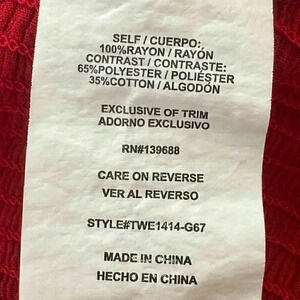 SELF / CUERPO:
100%RAYON / RAYÓN
CONTRAST / CONTRASTE:
65%POLYESTER / POLIÉSTER
35%COTTON / ALGODÓN
EXCLUSIVE OF TRIM
ADORNO EXCLUSIVO
RN#139688
CARE ON REVERSE
VER AL REVERSO
STYLE#TWE1414-G67
MADE IN CHINA
HECHO EN CHINA